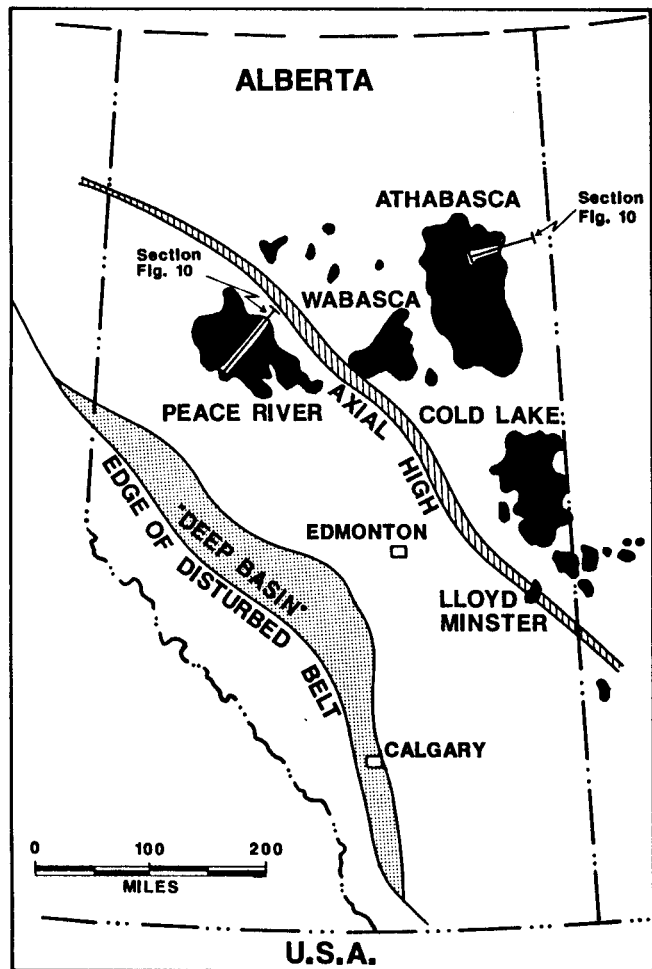 ALBERTA
ATHABASCA
Section
Fig. 10
Section
Fig. 10
WABASCA
PEACE RIVER
AXIAL HIGH
COLD LAKE
"DEEP BASIN"
EDGE OF DISTURBED BELT
EDMONTON
LLOYD
MINSTER
CALGARY
0 100 200
MILES
U.S.A.